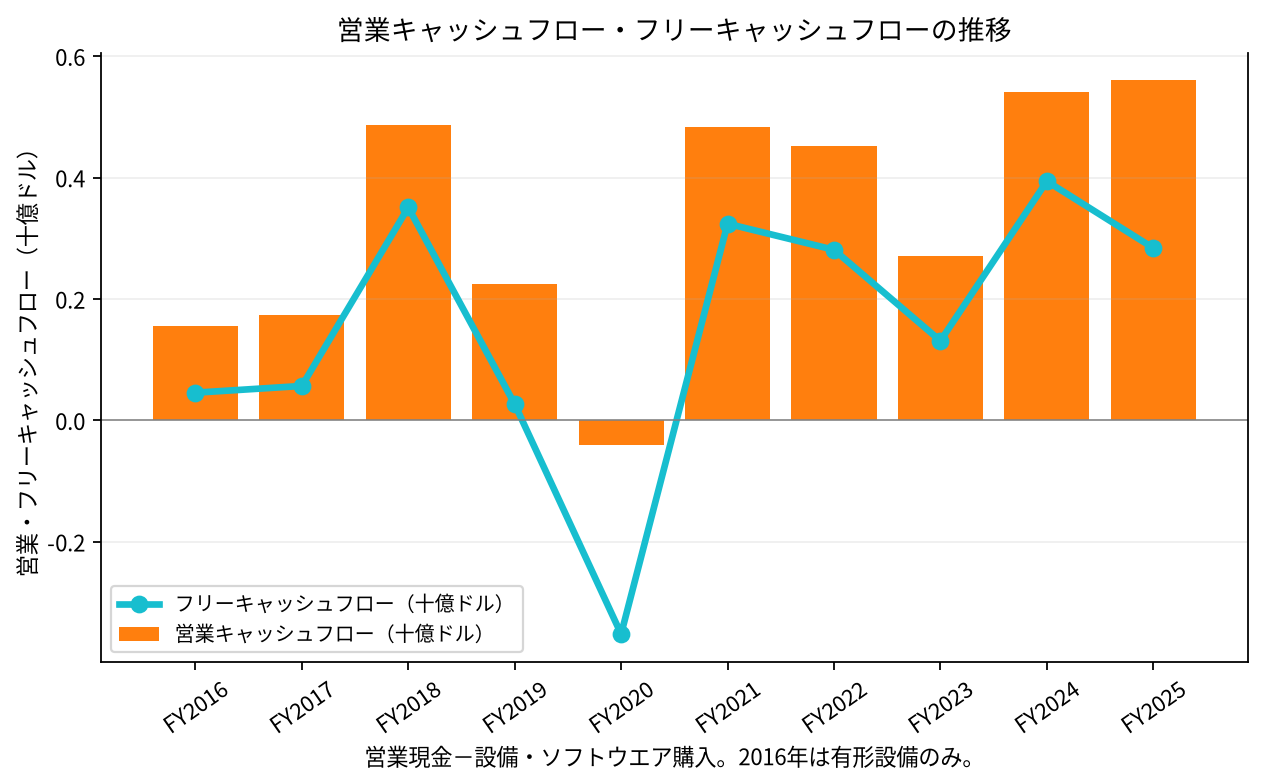 営業キャッシュフロー・フリーキャッシュフローの推移
営業・フリーキャッシュフロー（十億ドル）
0.6
0.4
0.2
0.0
-0.2
フリーキャッシュフロー（十億ドル）
営業キャッシュフロー（十億ドル）
FY2016
FY2017
FY2018
FY2019
FY2020
FY2021
FY2022
FY2023
FY2024
FY2025
営業現金－設備・ソフトウエア購入。2016年は有形設備のみ。